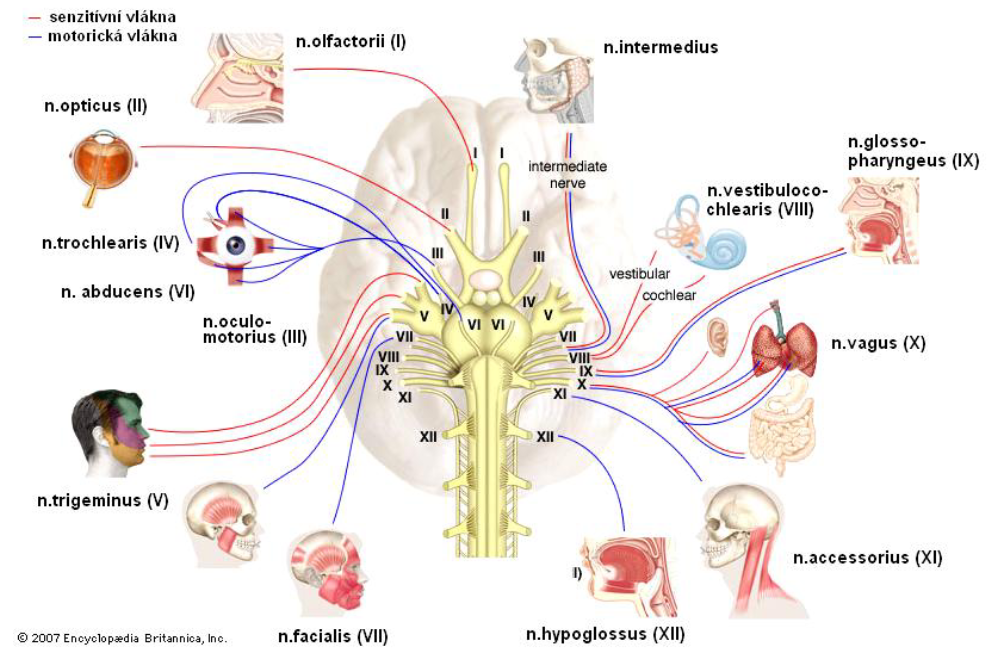 senzitívní vlákna
motorická vlákna
n.olfactorii (I)
n.intermedius
n.opticus (II)
n.glosso-
pharyngeus (IX)
I I
intermediate
nerve
n.vestibuloco-
chlearis (VIII)
II II
n.trochlearis (IV)
III III
vestibular
cochlear
n. abducens (VI)
IV IV
V V
VI VI
n.oculo-
motorius (III)
VII VII
n.vagus (X)
VIII VIII
IX IX
X X
XI XI
XII XII
n.trigeminus (V)
n.accessorius (XI)
I)
n.facialis (VII)
n.hypoglossus (XII)
© 2007 Encyclopædia Britannica, Inc.